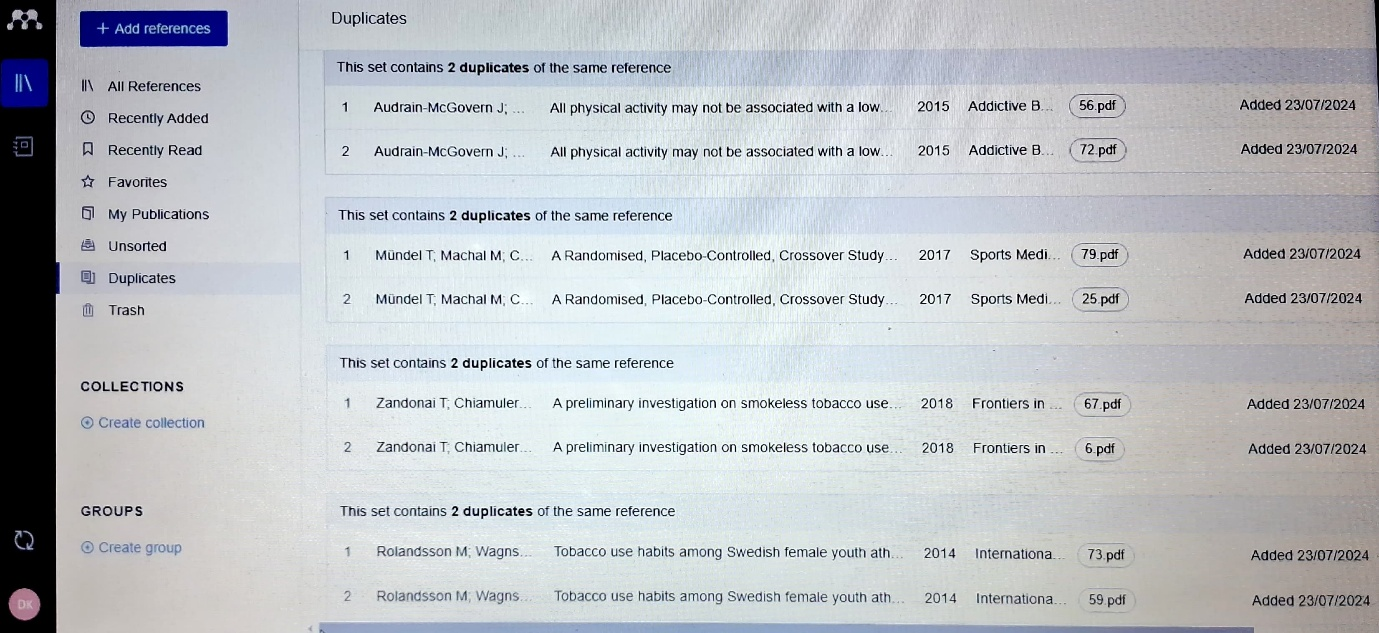 Duplicates
+ Add references
This set contains 2 duplicates of the same reference
1 Audrain-McGovern J; ... All physical activity may not be associated with a low... 2015 Addictive B... 56.pdf Added 23/07/2024
2 Audrain-McGovern J; ... All physical activity may not be associated with a low... 2015 Addictive B... 72.pdf Added 23/07/2024
All References
Recently Added
Recently Read
Favorites
My Publications
Unsorted
Duplicates
Trash
This set contains 2 duplicates of the same reference
1 Mündel T; Machal M; C... A Randomised, Placebo-Controlled, Crossover Study... 2017 Sports Medi... 79.pdf Added 23/07/2024
2 Mündel T; Machal M; C... A Randomised, Placebo-Controlled, Crossover Study... 2017 Sports Medi... 25.pdf Added 23/07/2024
This set contains 2 duplicates of the same reference
1 Zandonai T; Chiamuler... A preliminary investigation on smokeless tobacco use... 2018 Frontiers in ... 67.pdf Added 23/07/2024
2 Zandonai T; Chiamuler... A preliminary investigation on smokeless tobacco use... 2018 Frontiers in ... 6.pdf Added 23/07/2024
COLLECTIONS
Create collection
GROUPS
Create group
This set contains 2 duplicates of the same reference
1 Rolandsson M; Wagns... Tobacco use habits among Swedish female youth ath... 2014 Internationa... 73.pdf Added 23/07/2024
2 Rolandsson M; Wagns... Tobacco use habits among Swedish female youth ath... 2014 Internationa... 59.pdf Added 23/07/2024
DK